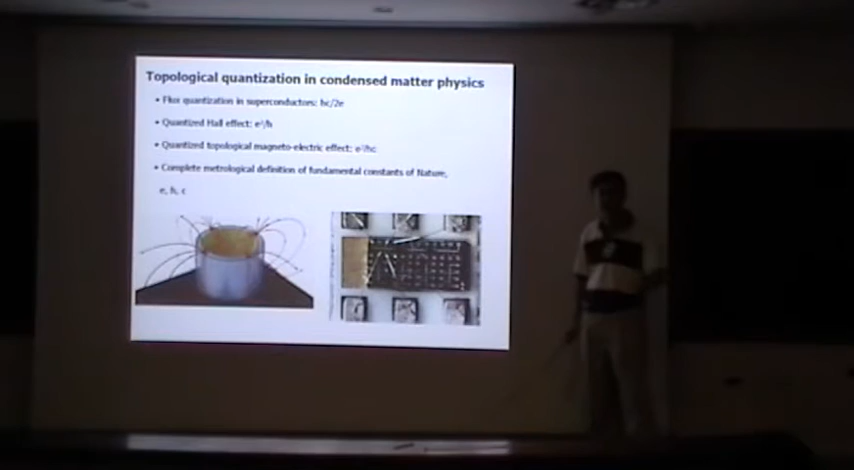 Topological quantization in condensed matter physics
• Flux quantization in superconductors: hc/2e
• Quantized Hall effect: e²/h
• Quantized topological magneto-electric effect: e²/hc
• Complete metrological definition of fundamental constants of Nature,
e, h, c